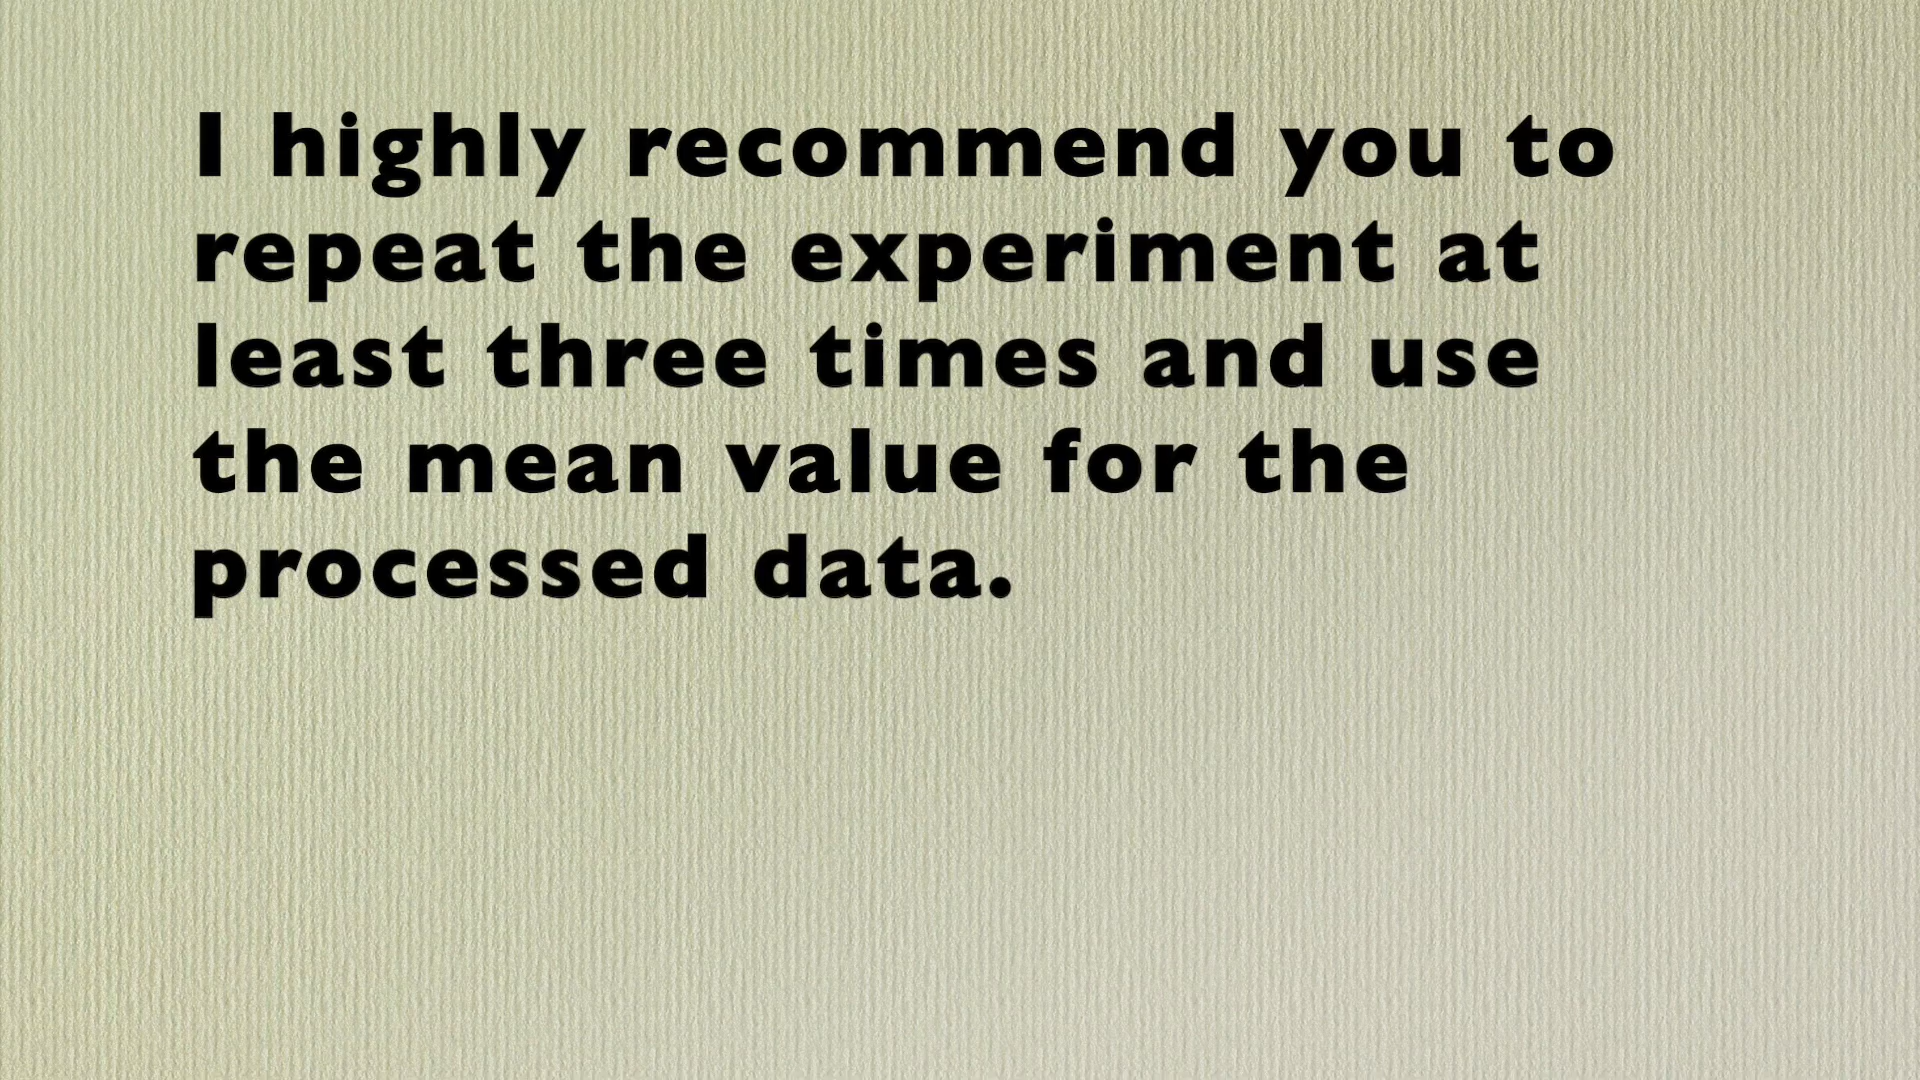 I highly recommend you to
repeat the experiment at
least three times and use
the mean value for the
processed data.